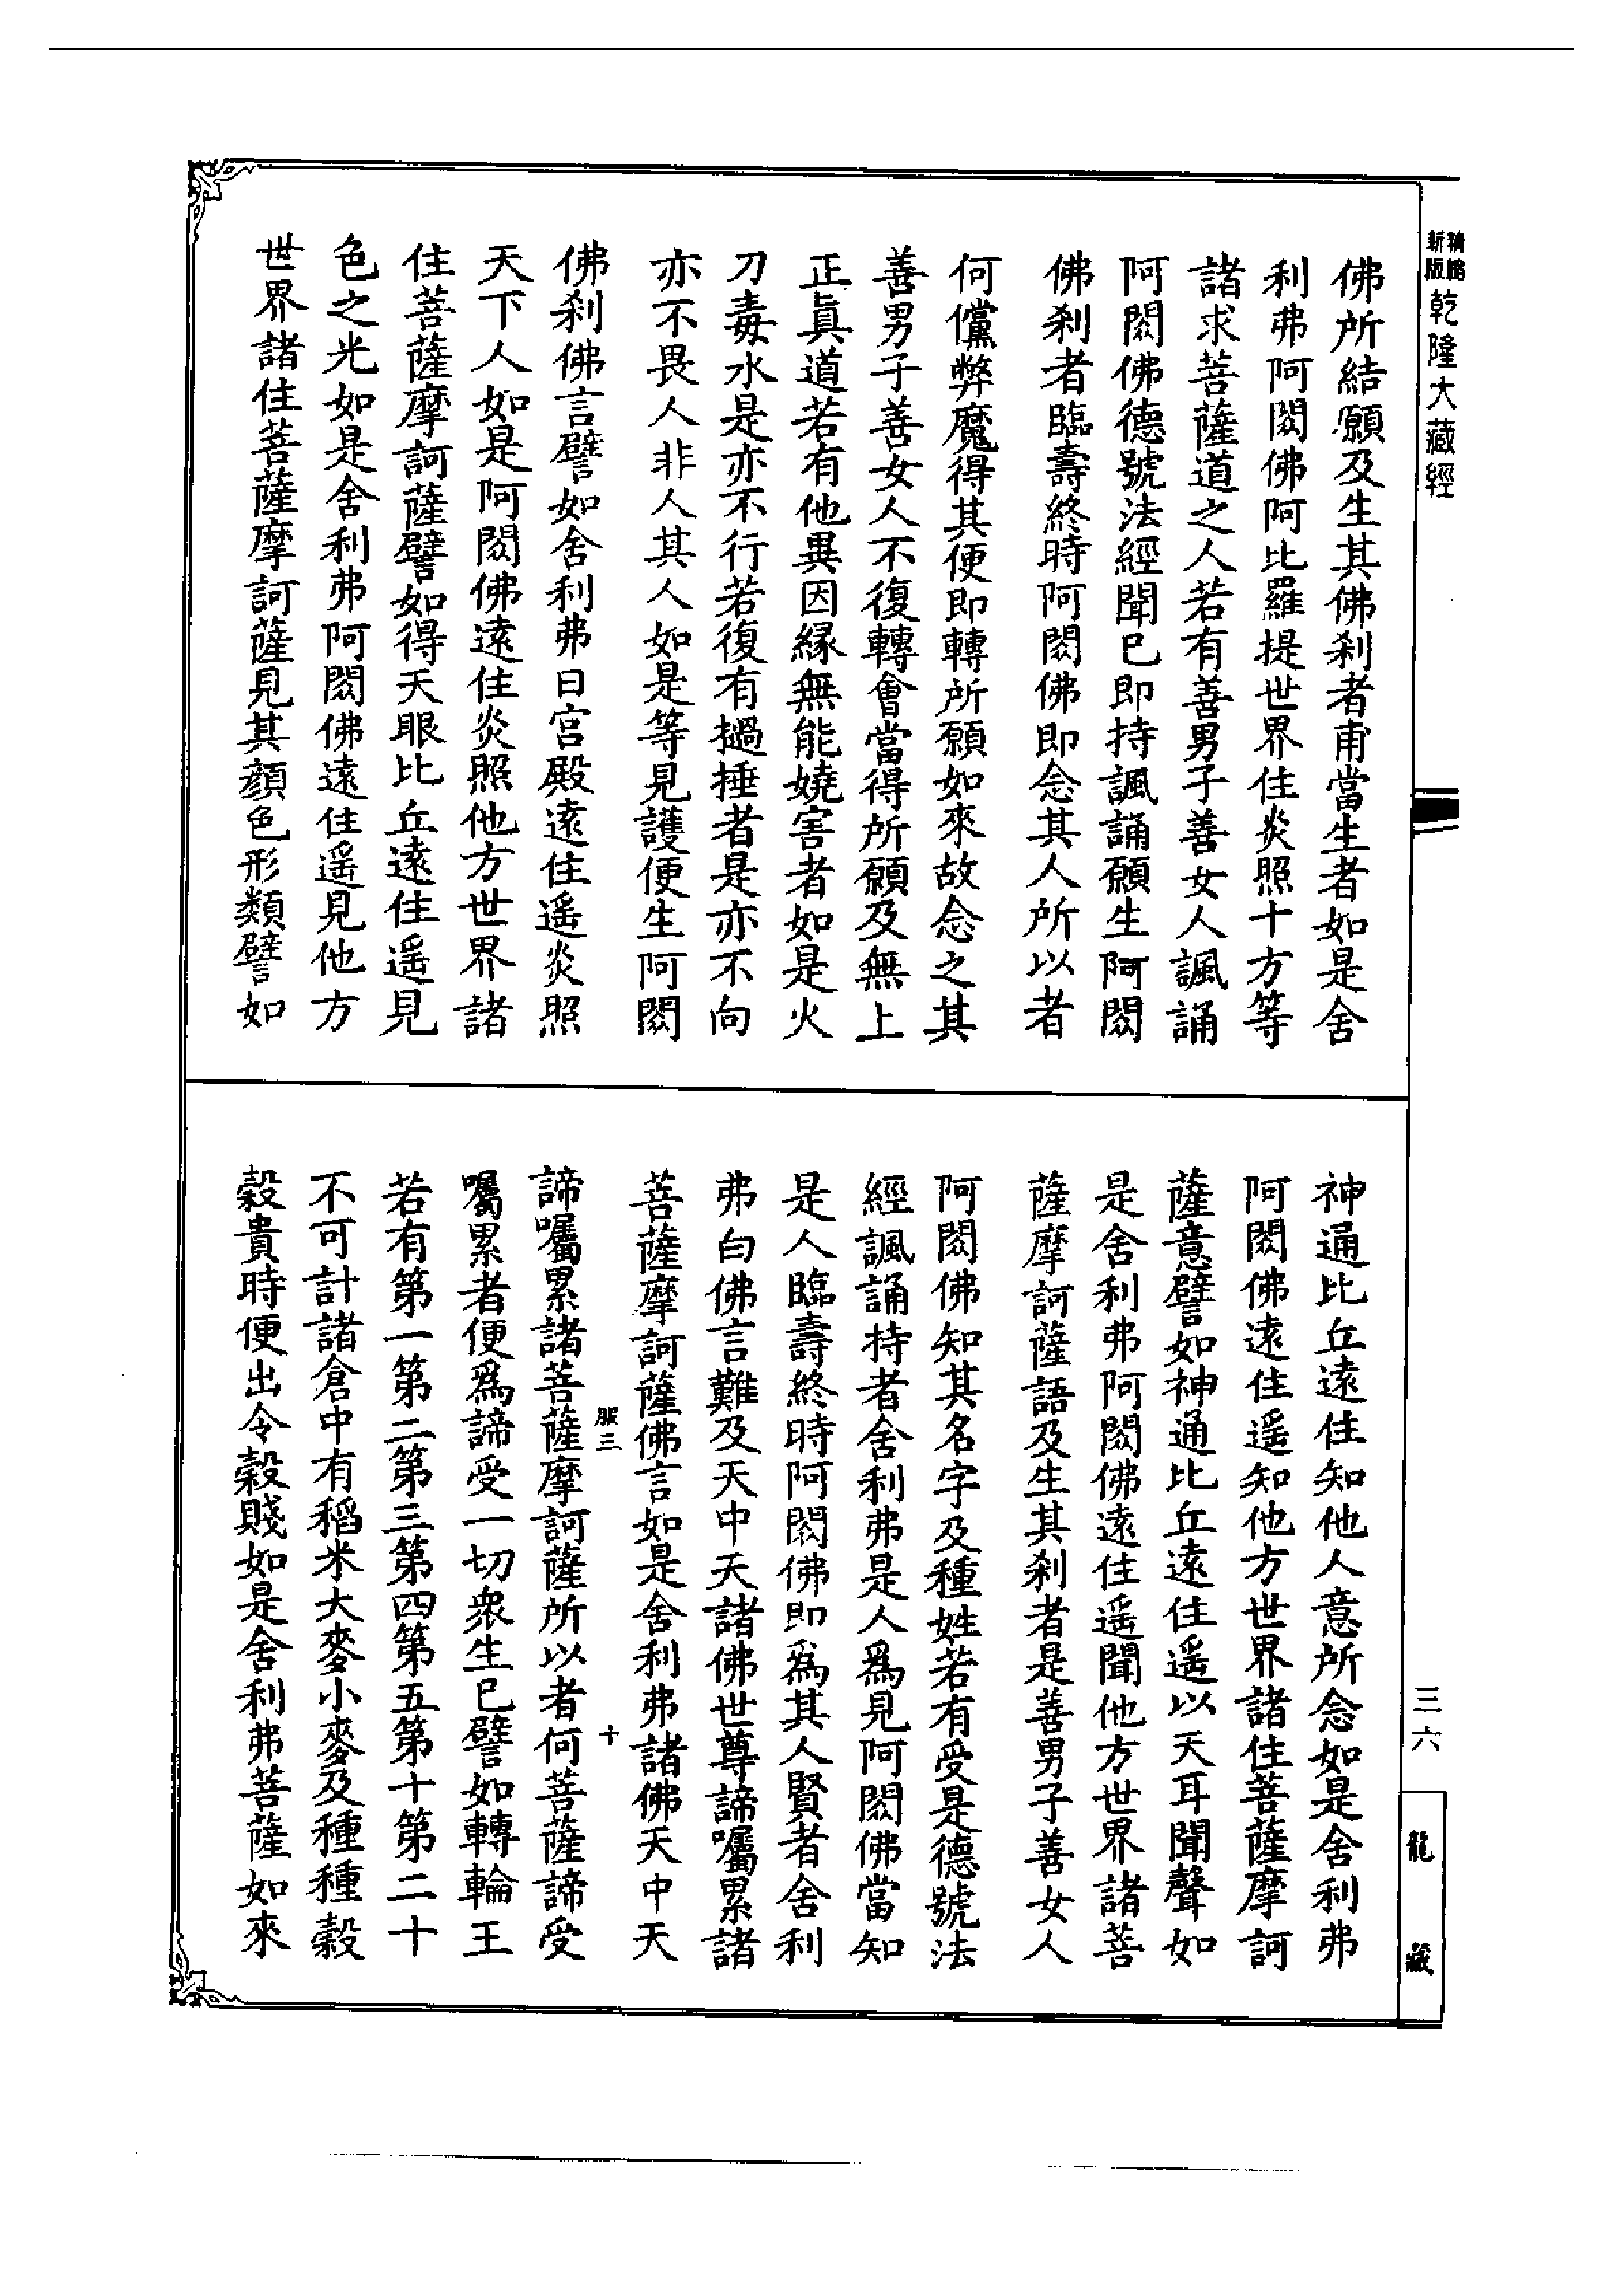 精縮
新版
乾隆大藏經
佛所結願及生其佛剎者甫當生者如是舍
利弗阿閦佛阿比羅提世界住炎照十方等
諸求菩薩道之人若有善男子善女人諷誦
阿閦佛德號法經聞已即持諷誦願生阿閦
佛剎者臨壽終時阿閦佛即念其人所以者
何儻弊魔得其便即轉所願如來故念之其
善男子善女人不復轉會當得所願及無上
正真道若有他異因緣無能嬈害者如是火
刀毒水是亦不行若復有撾捶者是亦不向
亦不畏人非人其人如是等見護便生阿閦
佛剎佛言譬如舍利弗日宮殿遠住遥炎照
天下人如是阿閦佛遠住炎照他方世界諸
住菩薩摩訶薩譬如得天眼比丘遠住遥見
色之光如是舍利弗阿閦佛遠住遥見他方
世界諸住菩薩摩訶薩見其顏色形類譬如
神通比丘遠住知他人意所念如是舍利弗
阿閦佛遠住遥知他方世界諸住菩薩摩訶
薩意譬如神通比丘遠住遥以天耳聞聲如
是舍利弗阿閦佛遠住遥聞他方世界諸菩
薩摩訶薩語及生其剎者是善男子善女人
阿閦佛知其名字及種姓若有受是德號法
經諷誦持者舍利弗是人為見阿閦佛當知
是人臨壽終時阿閦佛即為其人賢者舍利
弗白佛言難及天中天諸佛世尊諦囑累諸
菩薩摩訶薩佛言如是舍利弗諸佛天中天
服三 十
諦囑累諸菩薩摩訶薩所以者何菩薩諦受
囑累者便為諦受一切衆生已譬如轉輪王
若有第一第二第三第四第五第十第二十
不可計諸倉中有稻米大麥小麥及種種穀
穀貴時便出令穀賤如是舍利弗菩薩如來
三六
龍藏